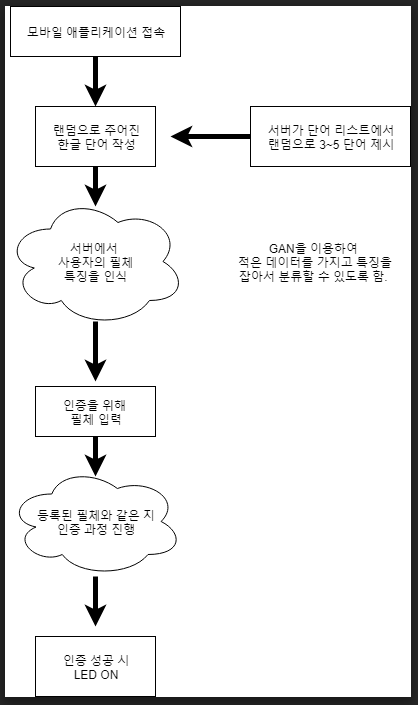 모바일 애플리케이션 접속
랜덤으로 주어진
한글 단어 작성
서버가 단어 리스트에서
랜덤으로 3~5 단어 제시
서버에서
사용자의 필체
특징을 인식
GAN을 이용하여
적은 데이터를 가지고 특징을
잡아서 분류할 수 있도록 함.
인증을 위해
필체 입력
등록된 필체와 같은 지
인증 과정 진행
인증 성공 시
LED ON